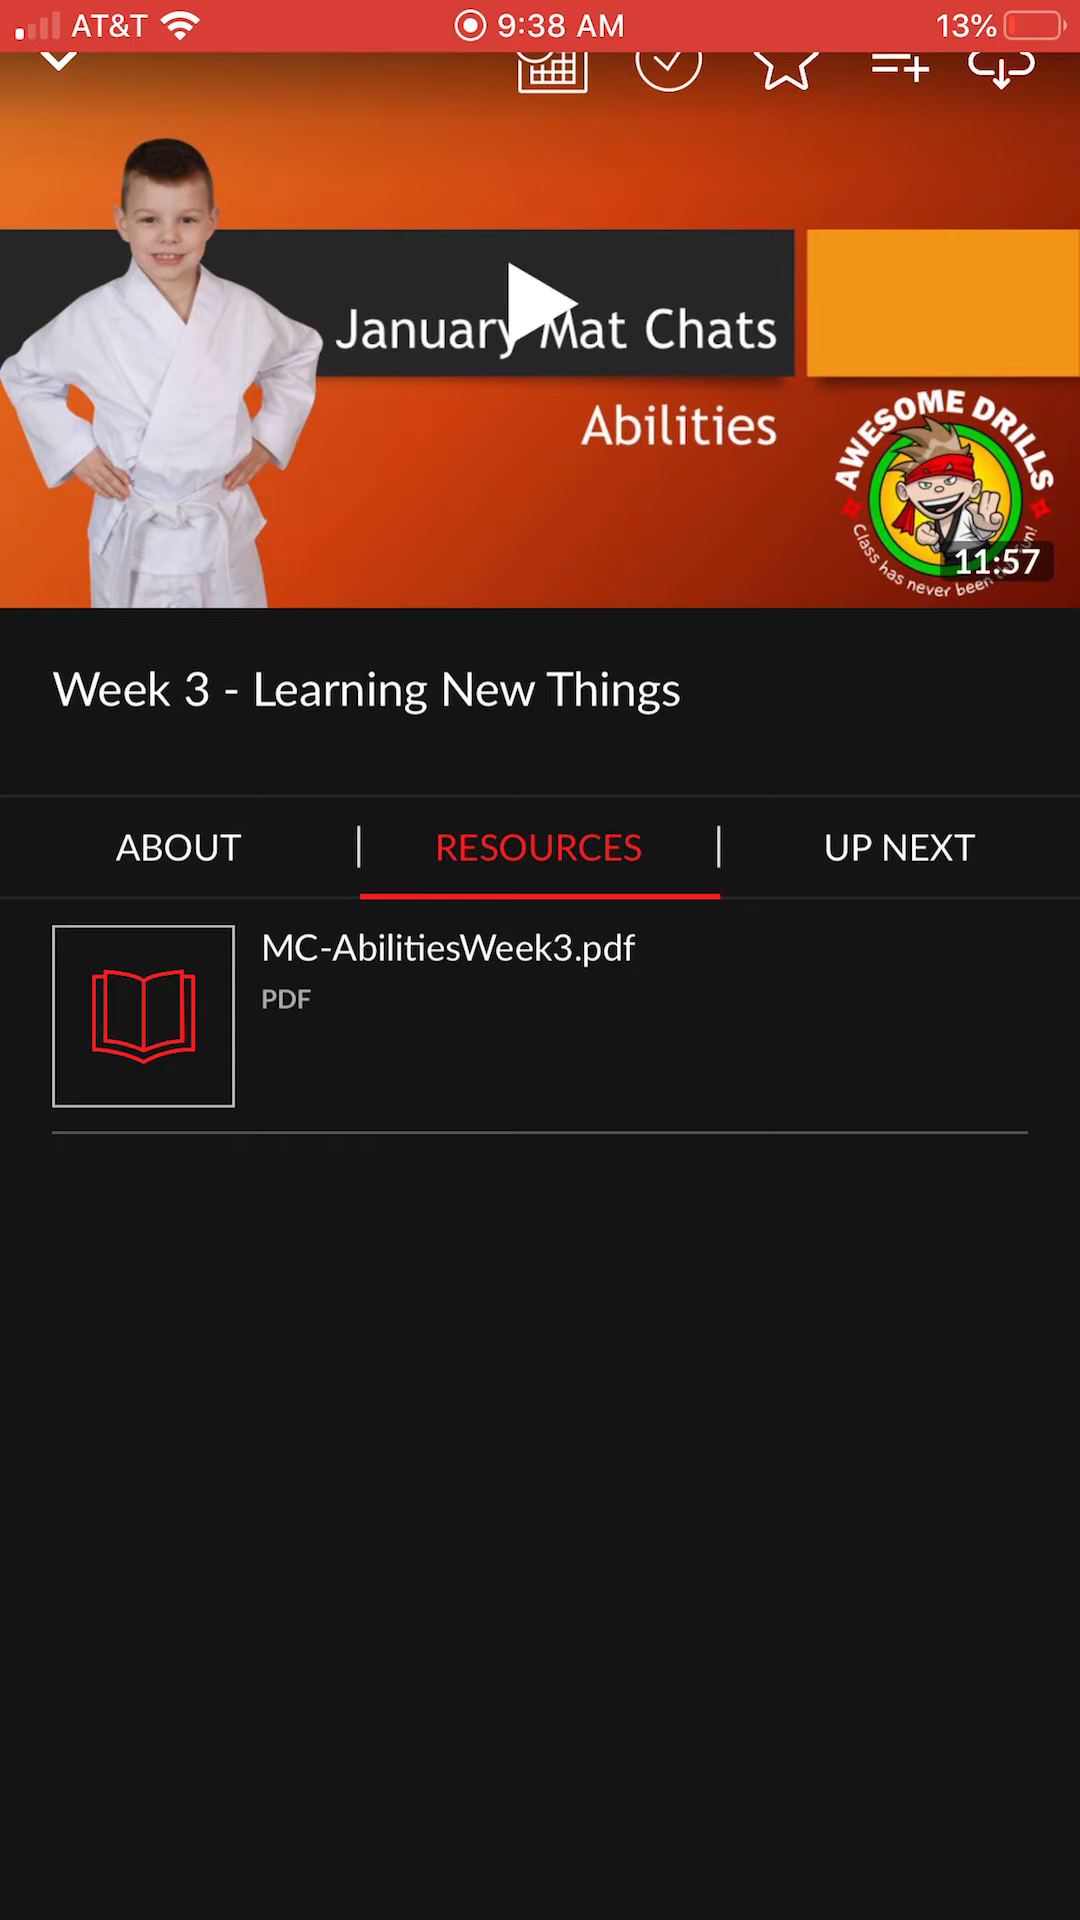 AT&T 9:38 AM 13%
January Mat Chats
Abilities
AWESOME DRILLS
Class has never been
un!
11:57
Week 3 - Learning New Things
ABOUT | RESOURCES | UP NEXT
MC-AbilitiesWeek3.pdf
PDF